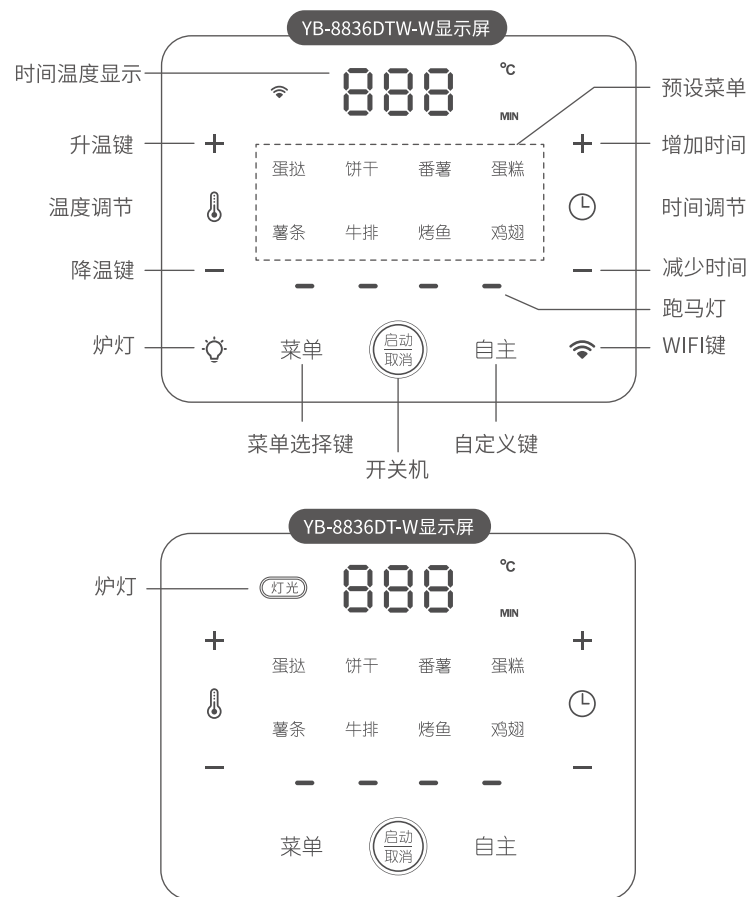 YB-8836DTW-W显示屏
时间温度显示
888
℃
MIN
预设菜单
升温键
增加时间
蛋挞 饼干 番薯 蛋糕
温度调节
时间调节
薯条 牛排 烤鱼 鸡翅
降温键
减少时间
跑马灯
炉灯
菜单
启动
取消
自主
WIFI键
菜单选择键
自定义键
开关机
YB-8836DT-W显示屏
炉灯
灯光
888
℃
MIN
蛋挞 饼干 番薯 蛋糕
薯条 牛排 烤鱼 鸡翅
菜单
启动
取消
自主